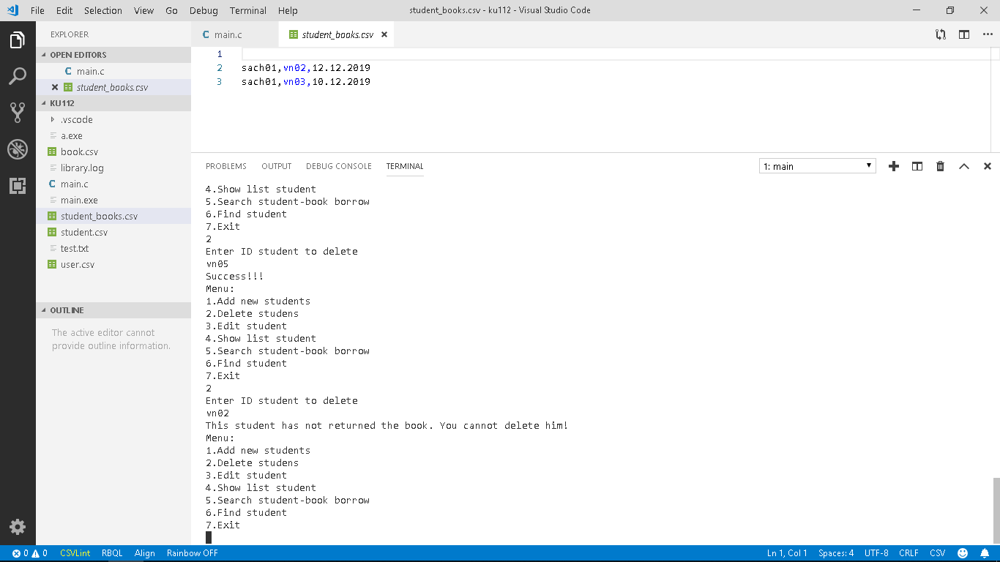 File Edit Selection View Go Debug Terminal Help student_books.csv - ku112 - Visual Studio Code
EXPLORER
OPEN EDITORS
main.c
student_books.csv
KU112
.vscode
a.exe
book.csv
library.log
main.c
main.exe
student_books.csv
student.csv
test.txt
user.csv
OUTLINE
The active editor cannot
provide outline information.
main.c student_books.csv
1
2 sach01,vn02,12.12.2019
3 sach01,vn03,10.12.2019
PROBLEMS OUTPUT DEBUG CONSOLE TERMINAL 1: main
4.Show list student
5.Search student-book borrow
6.Find student
7.Exit
2
Enter ID student to delete
vn05
Success!!!
Menu:
1.Add new students
2.Delete studens
3.Edit student
4.Show list student
5.Search student-book borrow
6.Find student
7.Exit
2
Enter ID student to delete
vn02
This student has not returned the book. You cannot delete him!
Menu:
1.Add new students
2.Delete studens
3.Edit student
4.Show list student
5.Search student-book borrow
6.Find student
7.Exit
0 0 CSVLint RBQL Align Rainbow OFF Ln 1, Col 1 Spaces: 4 UTF-8 CRLF CSV